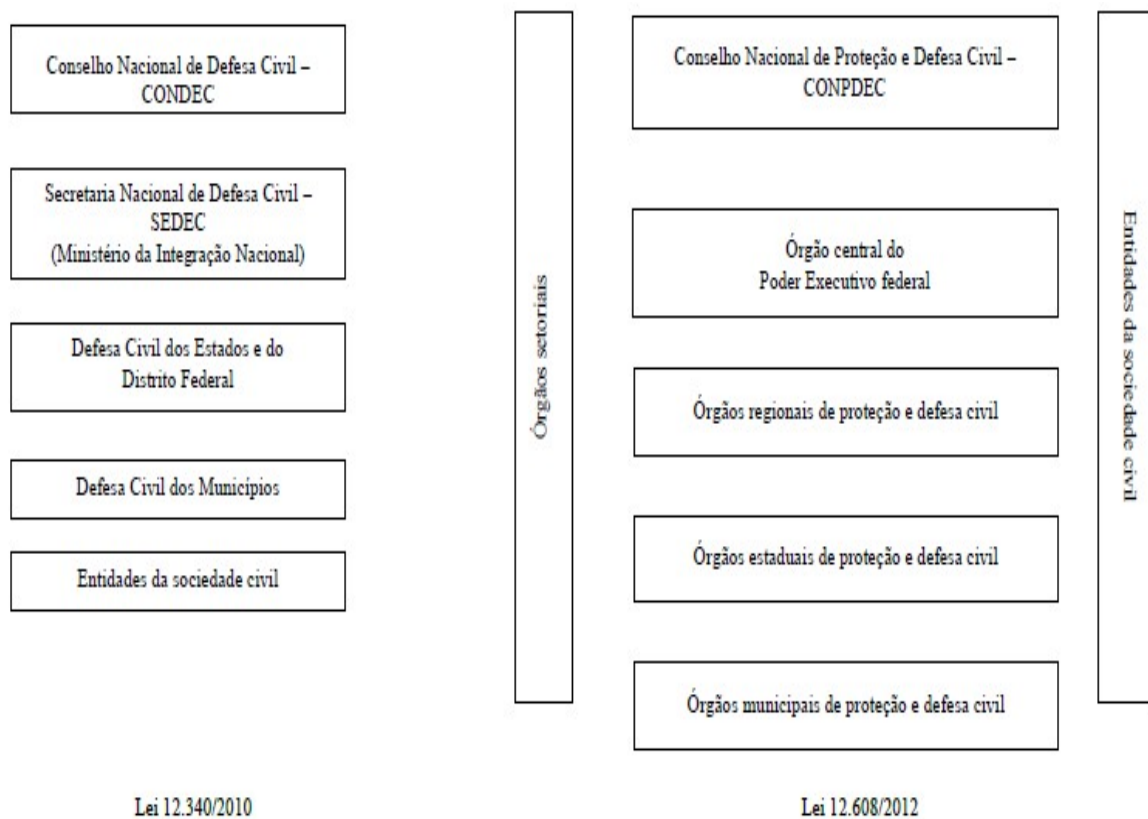 Conselho Nacional de Defesa Civil –
CONDEC
Secretaria Nacional de Defesa Civil –
SEDEC
(Ministério da Integração Nacional)
Defesa Civil dos Estados e do
Distrito Federal
Defesa Civil dos Municípios
Entidades da sociedade civil
Lei 12.340/2010
Órgãos setoriais
Conselho Nacional de Proteção e Defesa Civil –
CONPDEC
Órgão central do
Poder Executivo federal
Órgãos regionais de proteção e defesa civil
Órgãos estaduais de proteção e defesa civil
Órgãos municipais de proteção e defesa civil
Entidades da sociedade civil
Lei 12.608/2012